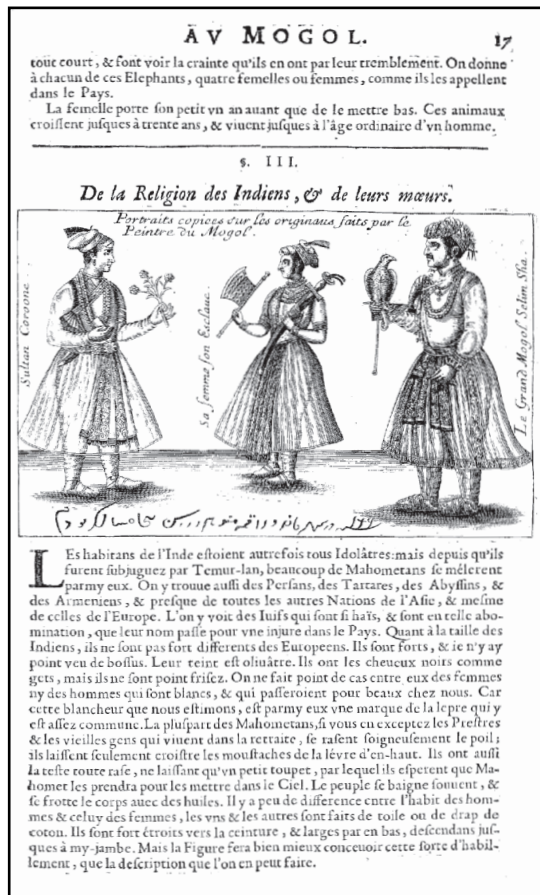 AV MOGOL. 17
tout court, & font voir la crainte qu'ils en ont par leur tremblement. On donne
à chacun de ces Elephants, quatre femelles ou femmes, comme ils les appellent
dans le Pays.
La femelle porte ſon petit vn an auant que de le mettre bas. Ces animaux
croiſſent juſques à trente ans, & viuent juſques à l'âge ordinaire d'vn homme.
§. III.
De la Religion des Indiens, & de leurs mœurs.
Portraits copiees sur les originaus faits par le
Peintre du Mogol.
Sultan Coroone.
Sa femme son Esclaue.
Le Grand Mogol Selim Sha.
LEs habitans de l'Inde eſtoient autrefois tous Idolâtres: mais depuis qu'ils
furent ſubjuguez par Temur-lan, beaucoup de Mahometans ſe mêlerent
parmy eux. On y trouue auſſi des Perſans, des Tartares, des Abyſſins, &
des Armeniens, & preſque de toutes les autres Nations de l'Aſie, & meſme
de celles de l'Europe. L'on y voit des Iuifs qui ſont ſi haïs, & ſont en telle abo-
mination, que leur nom paſſe pour vne injure dans le Pays. Quant à la taille des
Indiens, ils ne ſont pas fort differents des Europeens. Ils ſont forts, & ie n'y ay
point veu de boſſus. Leur teint eſt oliuâtre. Ils ont les cheueux noirs comme
gets, mais ils ne ſont point friſez. On ne fait point de cas entre eux des femmes
ny des hommes qui ſont blancs, & qui paſſeroient pour beaux chez nous. Car
cette blancheur que nous eſtimons, eſt parmy eux vne marque de la lepre qui y
eſt aſſez commune. La pluſpart des Mahometans, ſi vous en exceptez les Preſtres
& les vieilles gens qui viuent dans la retraite, ſe raſent ſoigneuſement le poil;
ils laiſſent ſeulement croiſtre les mouſtaches de la lévre d'en-haut. Ils ont auſſi
la teſte toute raſe, ne laiſſant qu'vn petit toupet, par lequel ils eſperent que Ma-
homet les prendra pour les mettre dans le Ciel. Le peuple ſe baigne ſouuent, &
ſe frotte le corps auec des huiles. Il y a peu de difference entre l'habit des hom-
mes & celuy des femmes, les vns & les autres ſont faits de toile ou de drap de
coton. Ils ſont fort étroits vers la ceinture, & larges par en bas, deſcendans juſ-
ques à my-jambe. Mais la Figure fera bien mieux conceuoir cette ſorte d'habil-
lement, que la deſcription que l'on en peut faire.